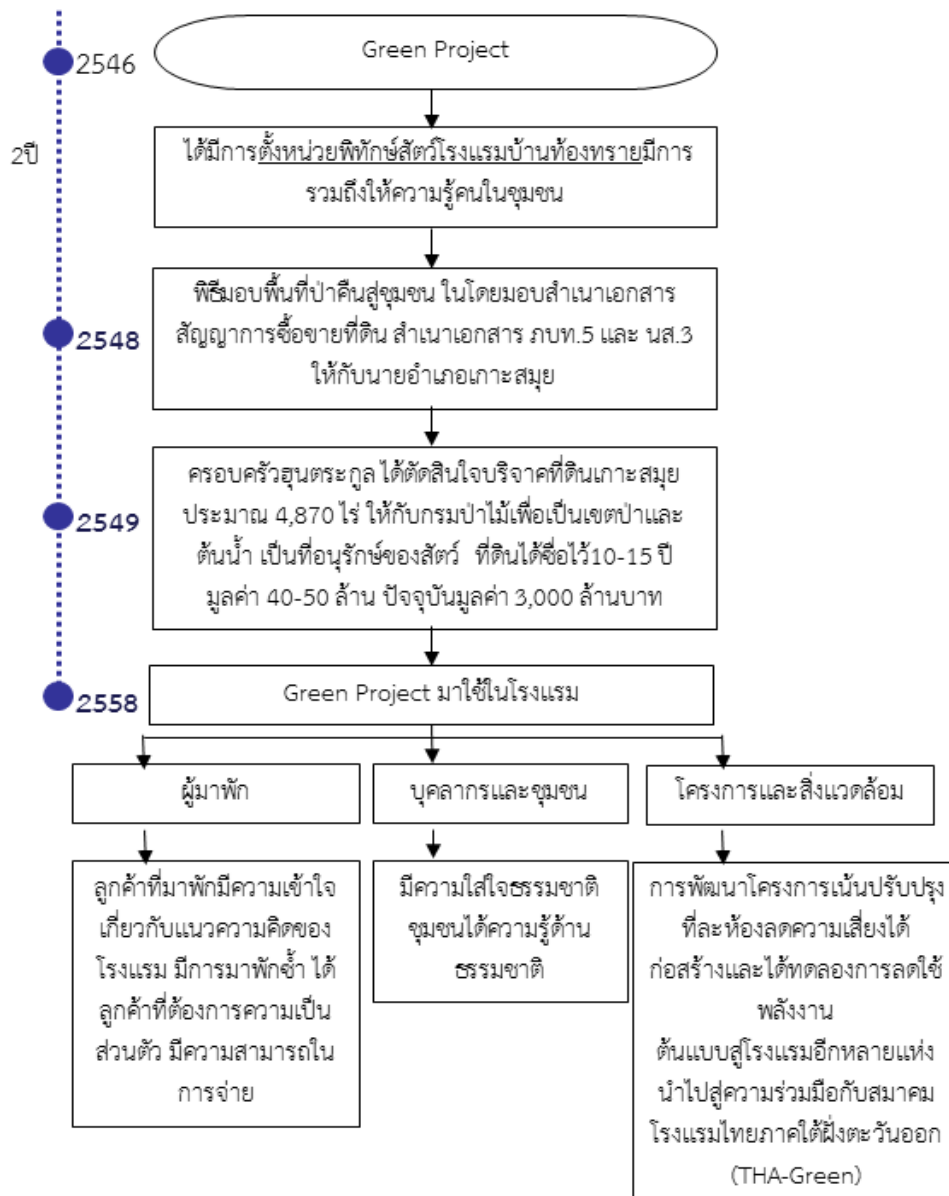 2546
Green Project
2ปี
ได้มีการตั้งหน่วยพิทักษ์สัตว์โรงแรมบ้านท้องทรายมีการ
รวมถึงให้ความรู้คนในชุมชน
2548
พิธีมอบพื้นที่ป่าคืนสู่ชุมชน ในโดยมอบสำเนาเอกสาร
สัญญาการซื้อขายที่ดิน สำเนาเอกสาร ภบท.5 และ นส.3
ให้กับนายอำเภอเกาะสมุย
2549
ครอบครัวฮุนตระกูล ได้ตัดสินใจบริจาคที่ดินเกาะสมุย
ประมาณ 4,870 ไร่ ให้กับกรมป่าไม้เพื่อเป็นเขตป่าและ
ต้นน้ำ เป็นที่อนุรักษ์ของสัตว์ ที่ดินได้ซื่อไว้10-15 ปี
มูลค่า 40-50 ล้าน ปัจจุบันมูลค่า 3,000 ล้านบาท
2558
Green Project มาใช้ในโรงแรม
ผู้มาพัก
บุคลากรและชุมชน
โครงการและสิ่งแวดล้อม
ลูกค้าที่มาพักมีความเข้าใจ
เกี่ยวกับแนวความคิดของ
โรงแรม มีการมาพักซ้ำ ได้
ลูกค้าที่ต้องการความเป็น
ส่วนตัว มีความสามารถใน
การจ่าย
มีความใส่ใจธรรมชาติ
ชุมชนได้ความรู้ด้าน
ธรรมชาติ
การพัฒนาโครงการเน้นปรับปรุง
ที่ละห้องลดความเสี่ยงได้
ก่อสร้างและได้ทดลองการลดใช้
พลังงาน
ต้นแบบสู่โรงแรมอีกหลายแห่ง
นำไปสู่ความร่วมมือกับสมาคม
โรงแรมไทยภาคใต้ฝั่งตะวันออก
(THA-Green)